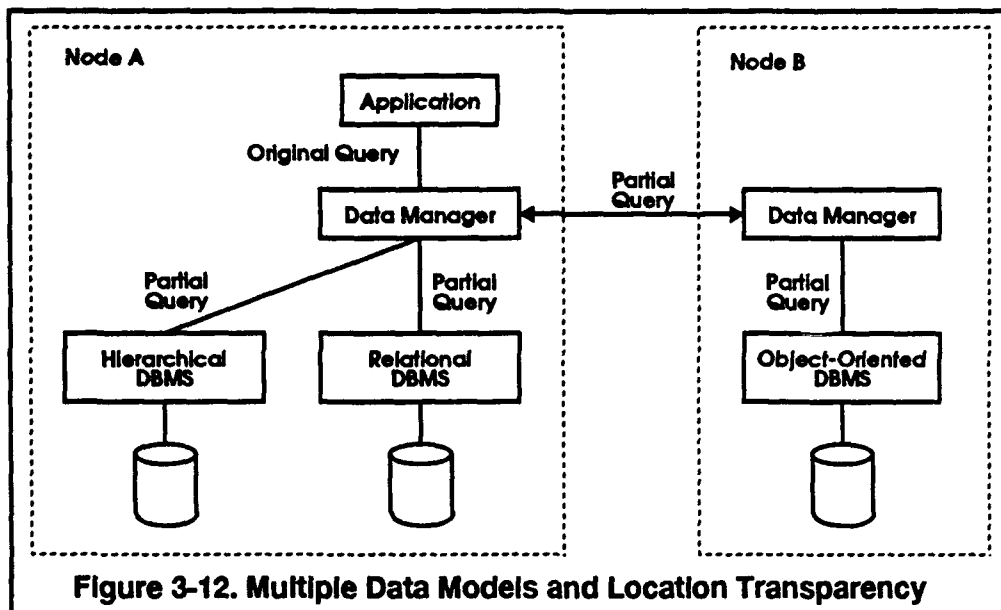 Node A
Node B
Application
Original Query
Partial
Query
Data Manager
Data Manager
Partial
Query
Partial
Query
Partial
Query
Hierarchical
DBMS
Relational
DBMS
Object-Oriented
DBMS
Figure 3-12. Multiple Data Models and Location Transparency